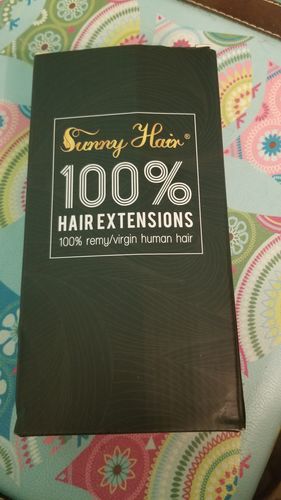 Sunny Hair®
100%
HAIR EXTENSIONS
100% remy/virgin human hair